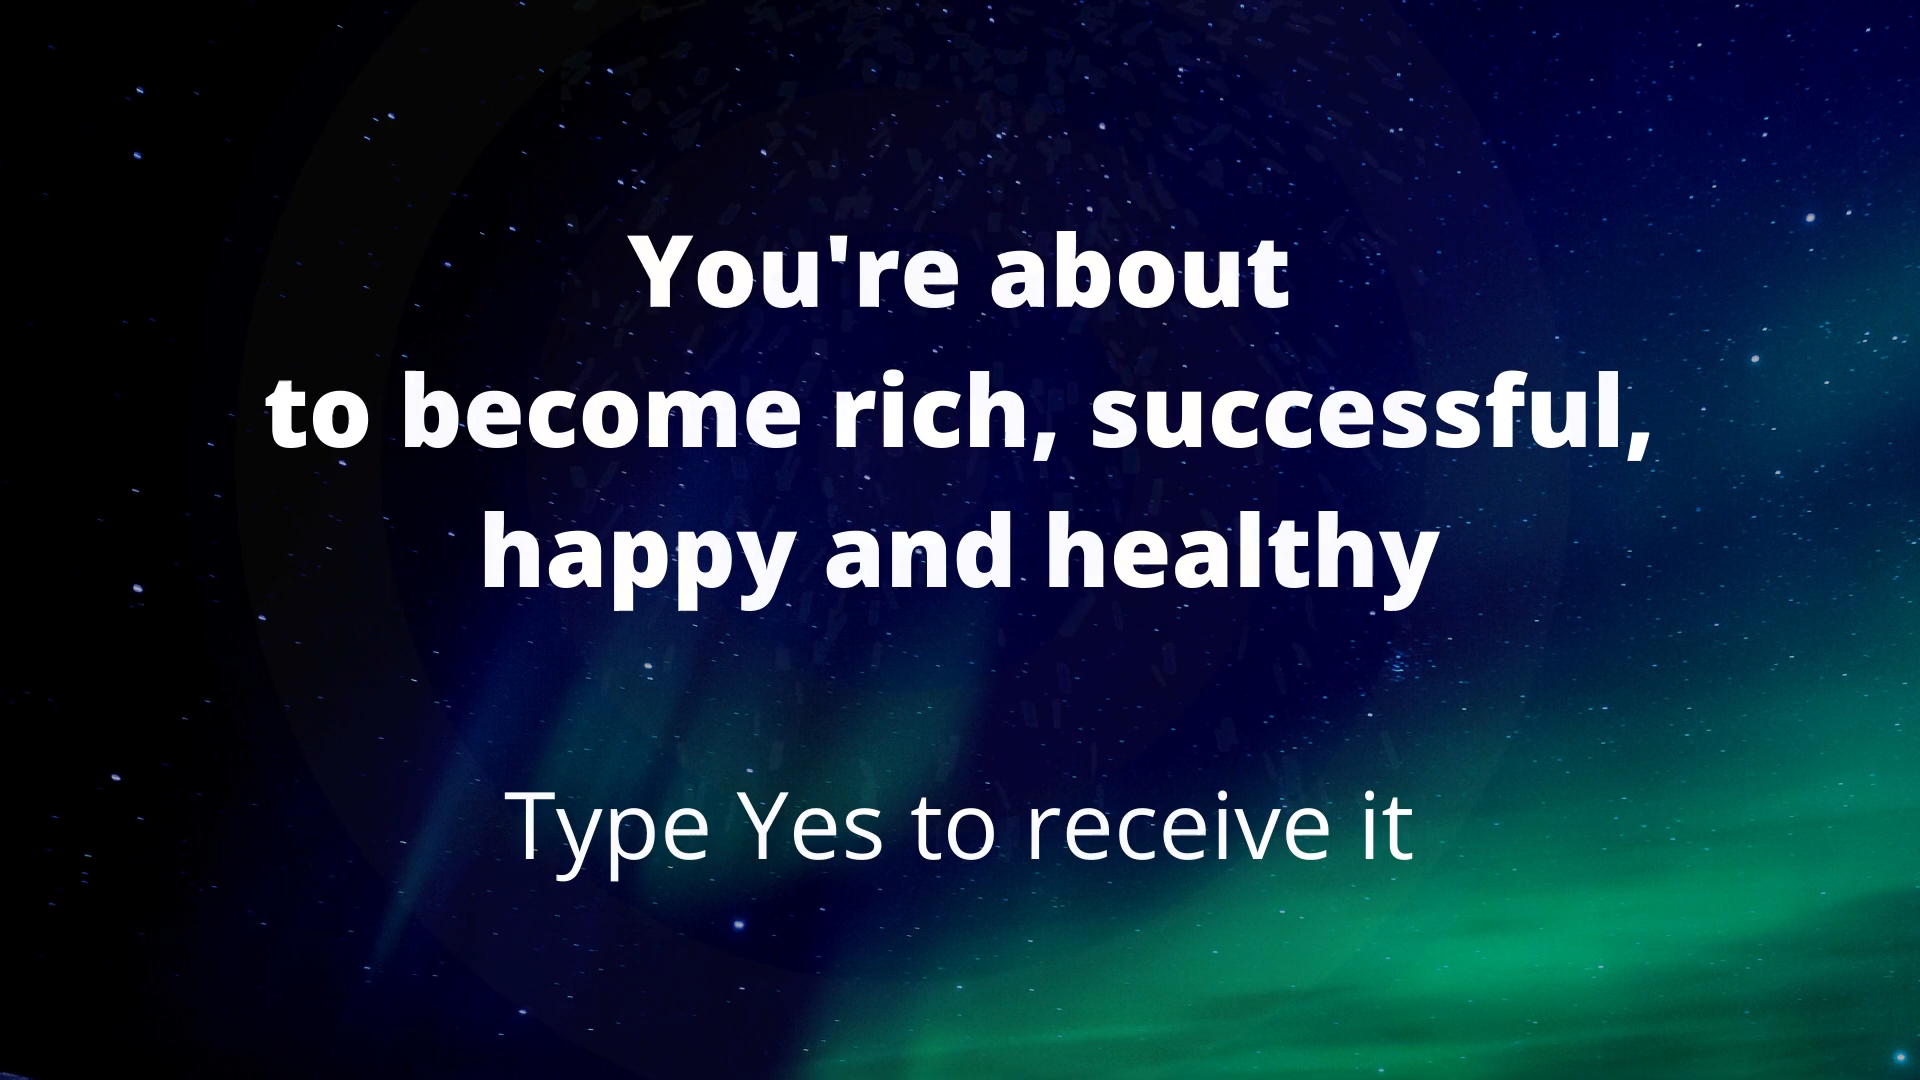 You're about
to become rich, successful,
happy and healthy
Type Yes to receive it